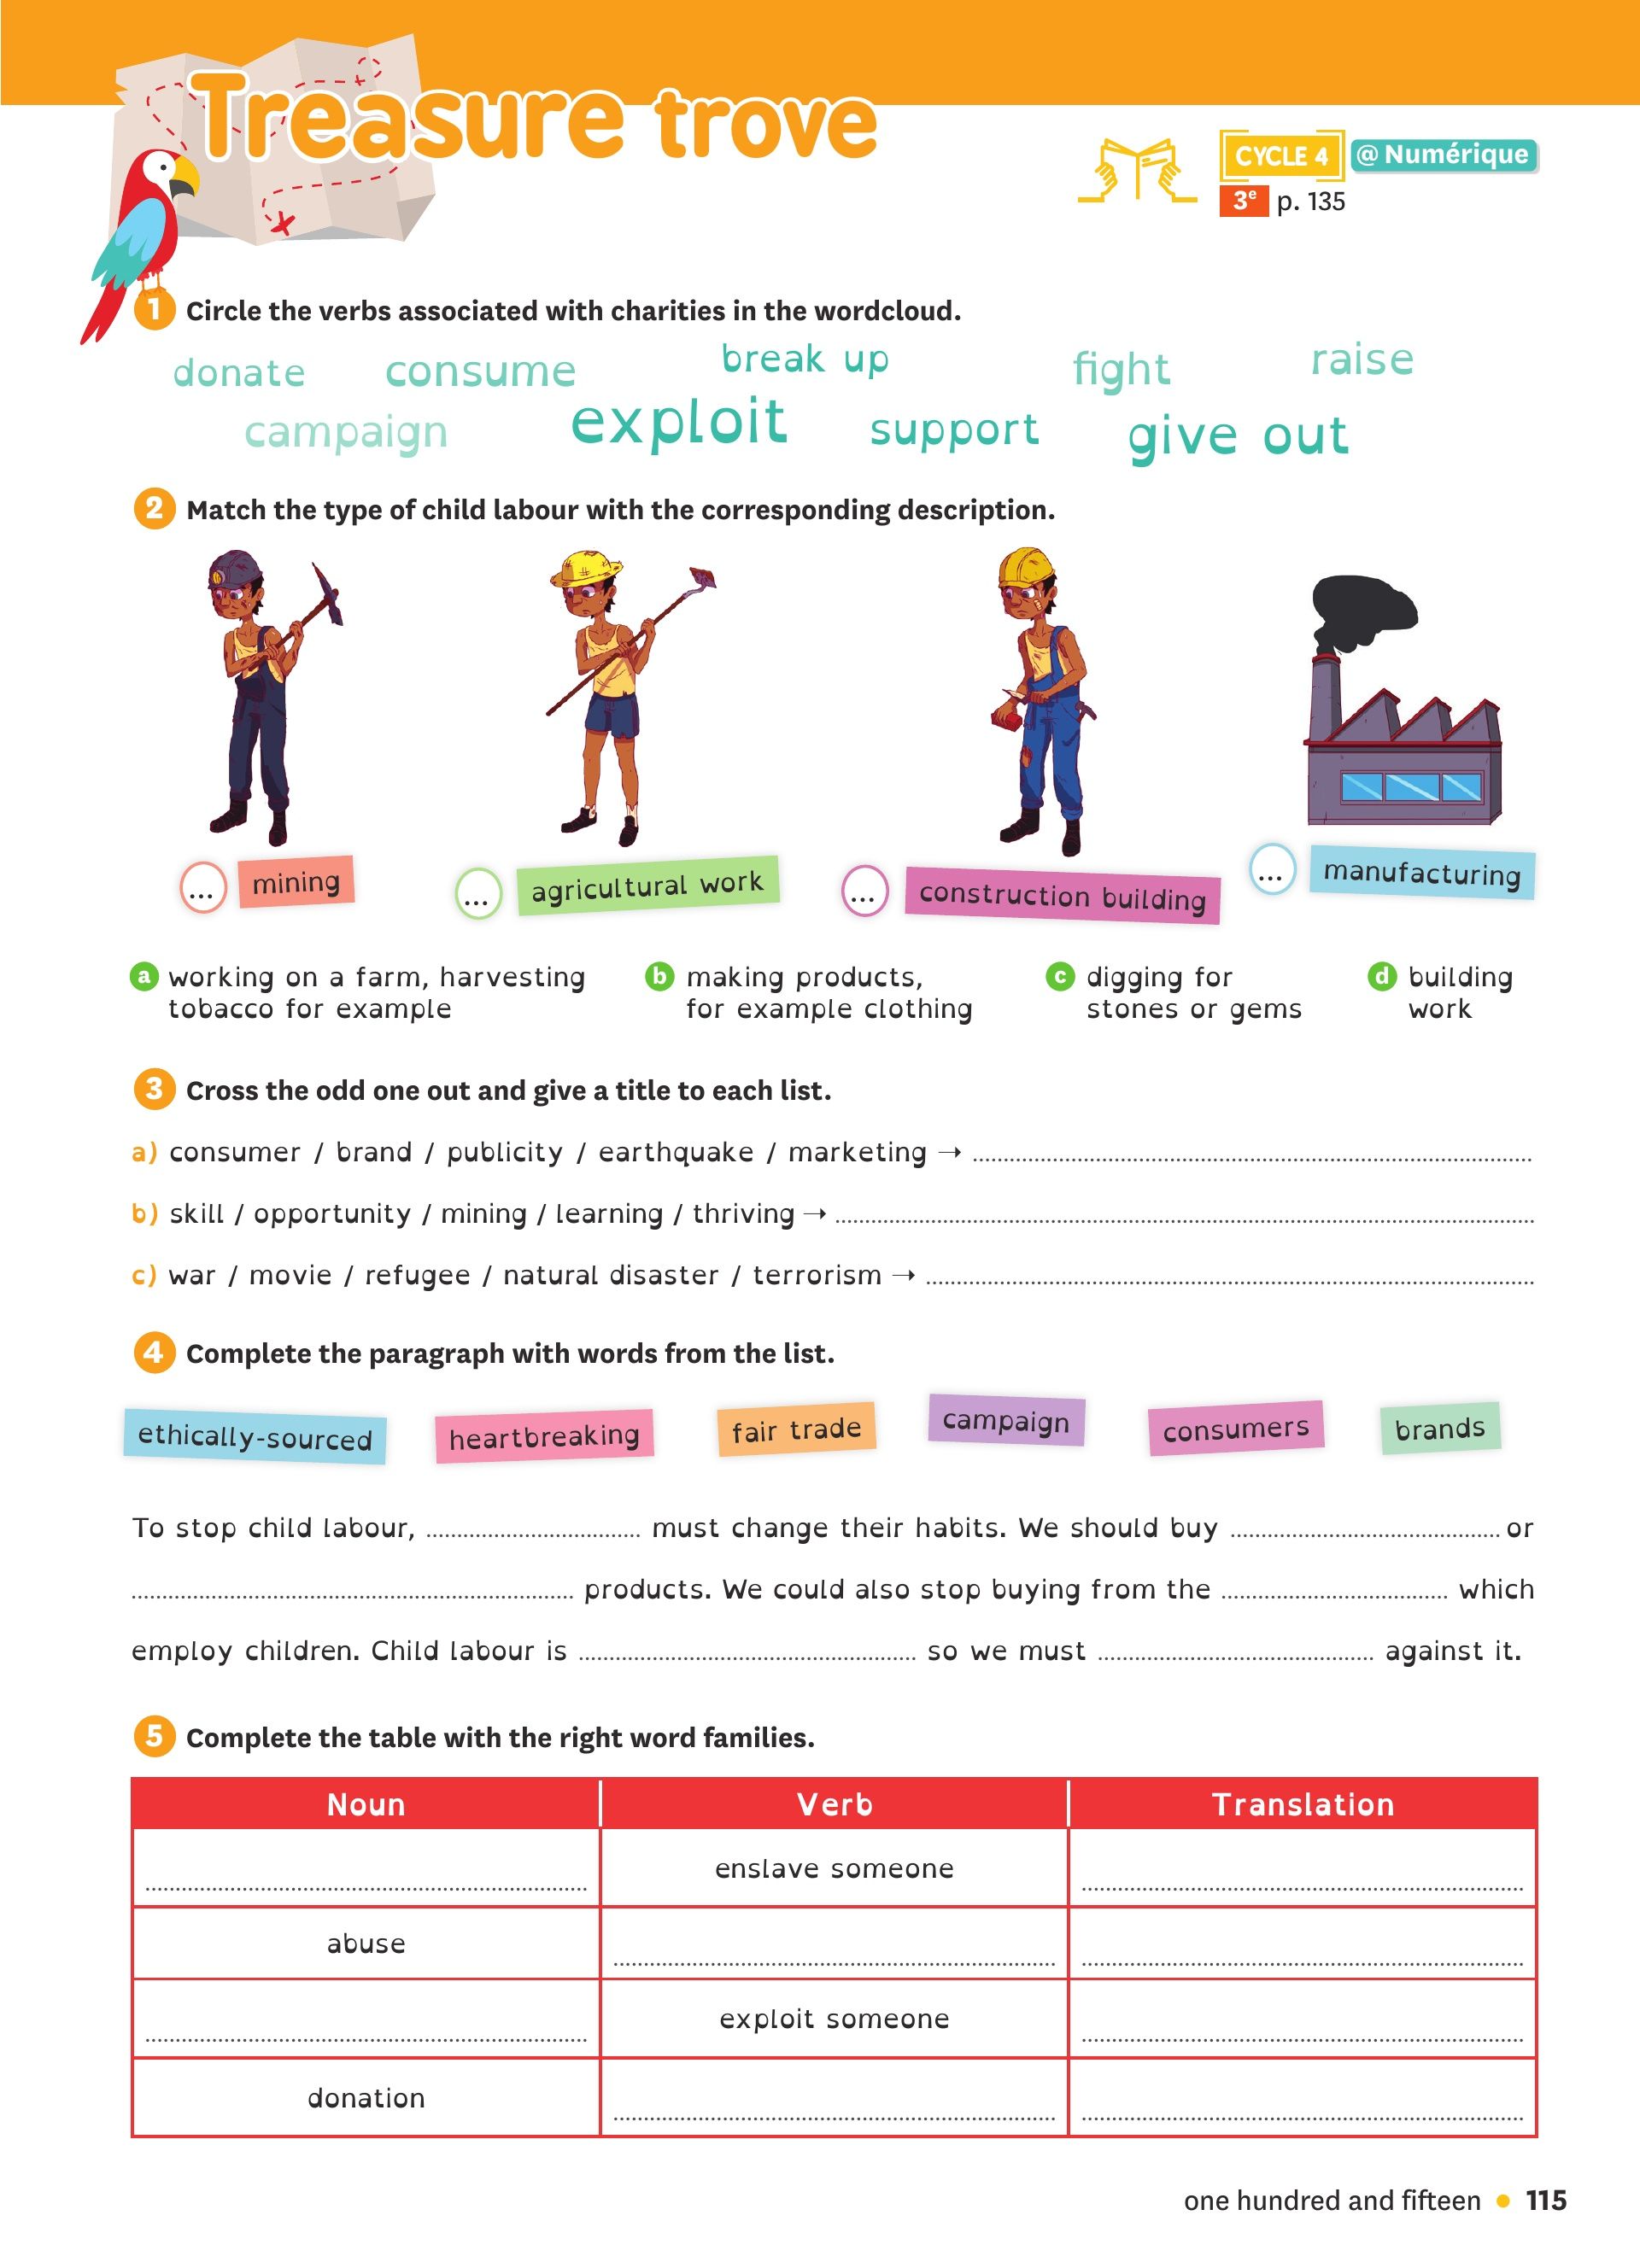 Treasure trove
CYCLE 4 @ Numérique
3e p. 135
1 Circle the verbs associated with charities in the wordcloud.
donate consume break up fight raise
campaign exploit support give out
2 Match the type of child labour with the corresponding description.
... mining ... agricultural work ... construction building ... manufacturing
a working on a farm, harvesting
tobacco for example
b making products,
for example clothing
c digging for
stones or gems
d building
work
3 Cross the odd one out and give a title to each list.
a) consumer / brand / publicity / earthquake / marketing → ........
b) skill / opportunity / mining / learning / thriving → ........
c) war / movie / refugee / natural disaster / terrorism → ........
4 Complete the paragraph with words from the list.
ethically-sourced heartbreaking fair trade campaign consumers brands
To stop child labour, ........ must change their habits. We should buy ........ or
........ products. We could also stop buying from the ........ which
employ children. Child labour is ........ so we must ........ against it.
5 Complete the table with the right word families.
Noun Verb Translation
........ enslave someone ........
abuse ........ ........
........ exploit someone ........
donation ........ ........
one hundred and fifteen • 115